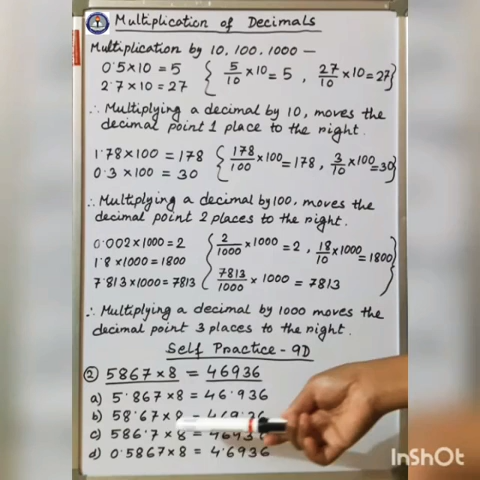 Multiplication of Decimals
Multiplication by 10, 100, 1000 —
0.5 × 10 = 5 { 5/10 × 10 = 5 , 27/10 × 10 = 27 }
2.7 × 10 = 27
∴ Multiplying a decimal by 10, moves the
decimal point 1 place to the right.
1.78 × 100 = 178 { 178/100 × 100 = 178, 3/10 × 100 = 30 }
0.3 × 100 = 30
∴ Multiplying a decimal by 100, moves the
decimal point 2 places to the right.
0.002 × 1000 = 2 { 2/1000 × 1000 = 2, 18/10 × 1000 = 1800
1.8 × 1000 = 1800
7.813 × 1000 = 7813 7813/1000 × 1000 = 7813 }
∴ Multiplying a decimal by 1000 moves the
decimal point 3 places to the right.
Self Practice - 9D
② 5867 × 8 = 46936
a) 5.867 × 8 = 46.936
b) 58.67 × 8 =
c) 586.7 × 8 =
d) 0.5867 × 8 = 4.6936
InShOt